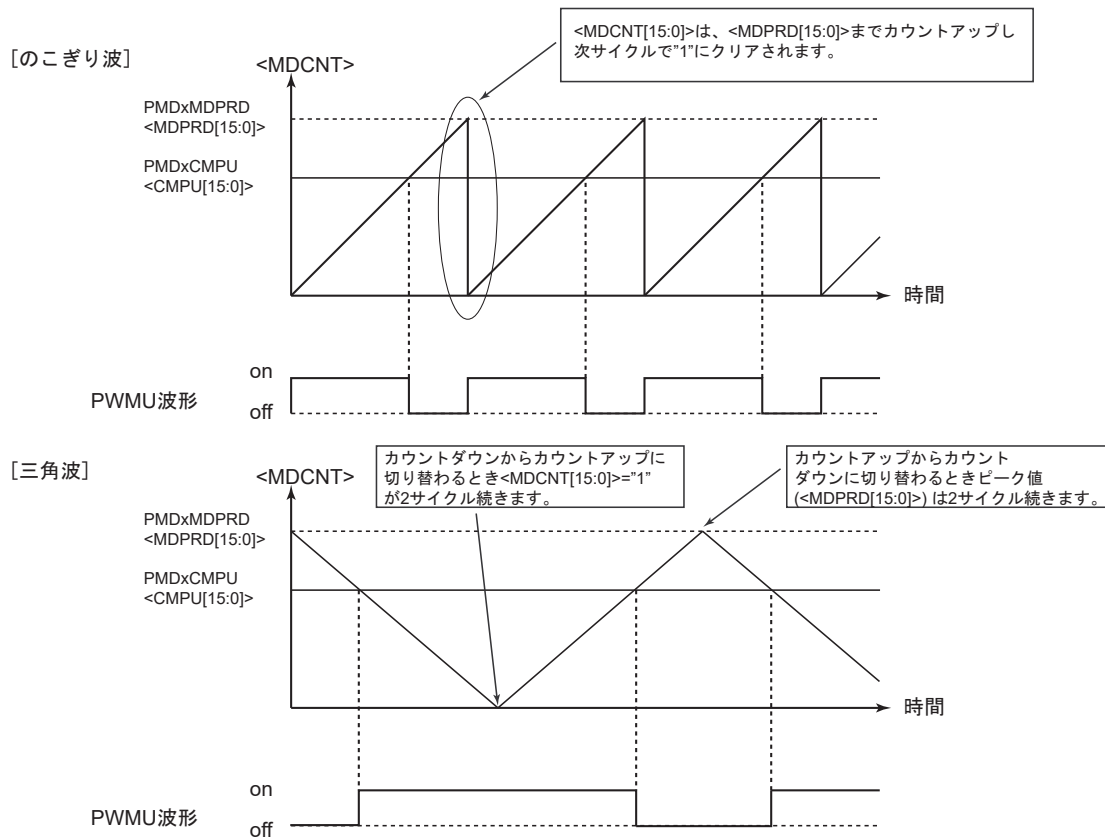 [のこぎり波]
<MDCNT>
<MDCNT[15:0]>は、<MDPRD[15:0]>までカウントアップし
次サイクルで"1"にクリアされます。
PMDxMDPRD
<MDPRD[15:0]>
PMDxCMPU
<CMPU[15:0]>
時間
on
PWMU波形
off
[三角波]
<MDCNT>
カウントダウンからカウントアップに
切り替わるとき<MDCNT[15:0]>="1"
が2サイクル続きます。
カウントアップからカウント
ダウンに切り替わるときピーク値
(<MDPRD[15:0]>) は2サイクル続きます。
PMDxMDPRD
<MDPRD[15:0]>
PMDxCMPU
<CMPU[15:0]>
時間
on
PWMU波形
off